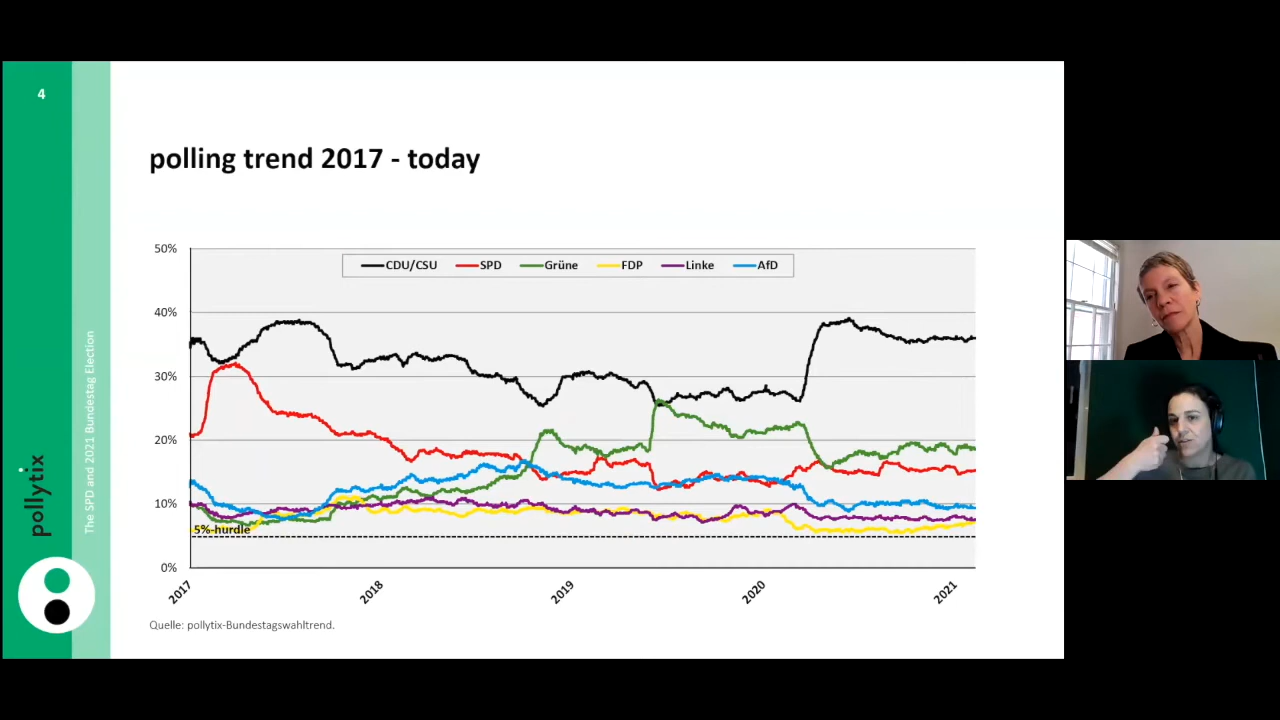 4
polling trend 2017 - today
50%
40%
30%
20%
10%
0%
CDU/CSU SPD Grüne FDP Linke AfD
5%-hurdle
2017 2018 2019 2020 2021
Quelle: pollytix-Bundestagswahltrend.
pollytix
The SPD and 2021 Bundestag Election